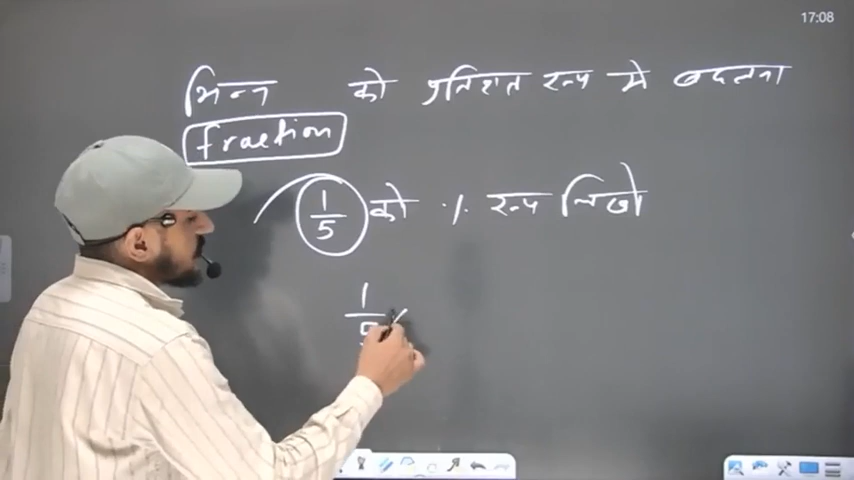 17:08
भिन्न को प्रतिशत रूप मे बदलना
fraction
1/5 को % रूप लिखो
1/5 ×